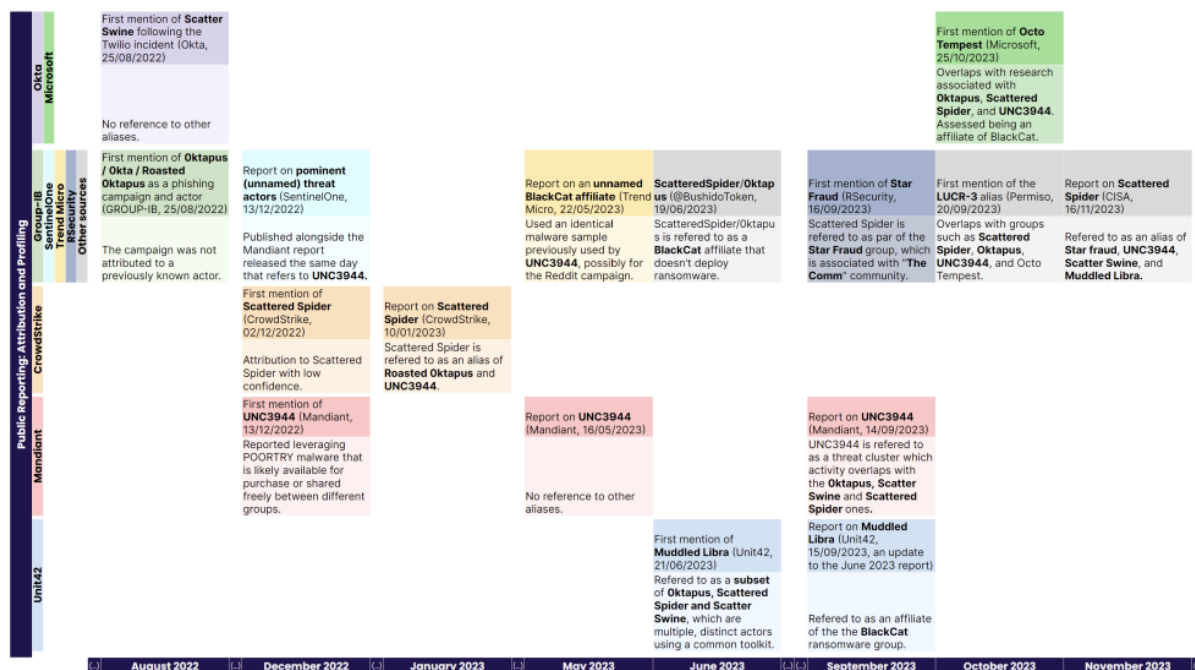 Public Reporting: Attribution and Profiling
Okta
Microsoft
First mention of Scatter
Swine following the
Twilio incident (Okta,
25/08/2022)
No reference to other
aliases.
First mention of Octo
Tempest (Microsoft,
25/10/2023)
Overlaps with research
associated with
0ktapus, Scattered
Spider, and UNC3944.
Assessed being an
affiliate of BlackCat.
Group-IB
SentinelOne
Trend Micro
RSecurity
Other sources
First mention of 0ktapus
/ 0kta / Roasted
0ktapus as a phishing
campaign and actor
(GROUP-IB, 25/08/2022)
The campaign was not
attributed to a
previously known actor.
Report on pominent
(unnamed) threat
actors (SentinelOne,
13/12/2022)
Published alongside the
Mandiant report
released the same day
that refers to UNC3944.
Report on an unnamed
BlackCat affiliate (Trend
Micro, 22/05/2023)
Used an identical
malware sample
previously used by
UNC3944, possibly for
the Reddit campaign.
ScatteredSpider/0ktap
us (@BushidoToken,
19/06/2023)
ScatteredSpider/0ktapu
s is refered to as a
BlackCat affiliate that
doesn't deploy
ransomware.
First mention of Star
Fraud (RSecurity,
16/09/2023)
Scattered Spider is
refered to as par of the
Star Fraud group, which
is associated with "The
Comm" community.
First mention of the
LUCR-3 alias (Permiso,
20/09/2023)
Overlaps with groups
such as Scattered
Spider, Oktapus,
UNC3944, and Octo
Tempest.
Report on Scattered
Spider (CISA,
16/11/2023)
Refered to as an alias of
Star fraud, UNC3944,
Scatter Swine, and
Muddled Libra.
CrowdStrike
First mention of
Scattered Spider
(CrowdStrike,
02/12/2022)
Attribution to Scattered
Spider with low
confidence.
Report on Scattered
Spider (CrowdStrike,
10/01/2023)
Scattered Spider is
refered to as an alias of
Roasted 0ktapus and
UNC3944.
Mandiant
First mention of
UNC3944 (Mandiant,
13/12/2022)
Reported leveraging
POORTRY malware that
is likely available for
purchase or shared
freely between different
groups.
Report on UNC3944
(Mandiant, 16/05/2023)
No reference to other
aliases.
Report on UNC3944
(Mandiant, 14/09/2023)
UNC3944 is refered to
as a threat cluster which
activity overlaps with
the 0ktapus, Scatter
Swine and Scattered
Spider ones.
Unit42
First mention of
Muddled Libra (Unit42,
21/06/2023)
Refered to as a subset
of 0ktapus, Scattered
Spider and Scatter
Swine, which are
multiple, distinct actors
using a common toolkit.
Report on Muddled
Libra (Unit42,
15/09/2023, an update
to the June 2023 report)
Refered to as an affiliate
of the the BlackCat
ransomware group.
(...) August 2022 (...) December 2022 (...) January 2023 (...) May 2023 June 2023 (...) (...) September 2023 October 2023 November 2023